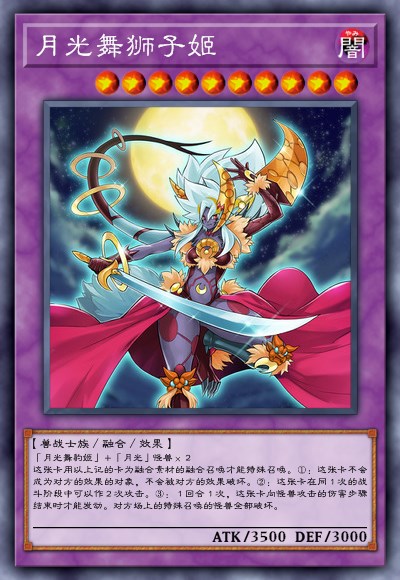 月光舞狮子姬
やみ
闇
【兽战士族／融合／效果】
「月光舞豹姬」＋「月光」怪兽×2
这张卡用以上记的卡为融合素材的融合召唤才能特殊召唤。①：这张卡不会
成为对方的效果的对象，不会被对方的效果破坏。②：这张卡在同1次的战
斗阶段中可以作2次攻击。③：1回合1次，这张卡向怪兽攻击的伤害步骤
结束时才能发动。对方场上的特殊召唤的怪兽全部破坏。
ATK/3500 DEF/3000